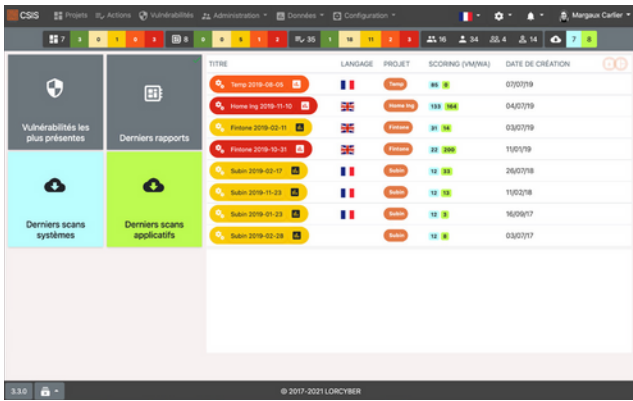 CSIS Projets Actions Vulnérabilités Administration Données Configuration Margaux Carlier
7 3 0 1 0 3 8 0 0 5 1 2 35 1 18 11 2 3 16 34 4 14 7 8
TITRE LANGAGE PROJET SCORING (VM/WA) DATE DE CRÉATION
Temp 2019-06-05 Temp 85 0 07/07/19
Home Ing 2019-11-10 Home Ing 133 164 04/07/19
Fintone 2019-02-11 Fintone 31 14 03/07/19
Fintone 2019-10-31 Fintone 22 200 11/01/19
Subin 2019-02-17 Subin 12 33 26/07/18
Subin 2019-11-23 Subin 12 12 11/02/18
Subin 2019-01-23 Subin 12 3 16/09/17
Subin 2019-02-28 Subin 12 03/07/17
Vulnérabilités les
plus présentes
Derniers rapports
Derniers scans
systèmes
Derniers scans
applicatifs
3.3.0 © 2017-2021 LORCYBER